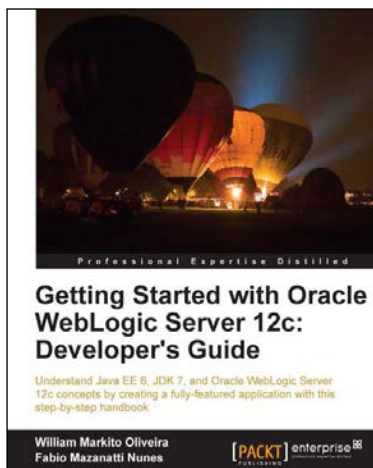 Professional Expertise Distilled
Getting Started with Oracle
WebLogic Server 12c:
Developer's Guide
Understand Java EE 6, JDK 7, and Oracle WebLogic Server
12c concepts by creating a fully-featured application with this
step-by-step handbook
William Markito Oliveira
Fabio Mazanatti Nunes
[PACKT] enterprise
PUBLISHING